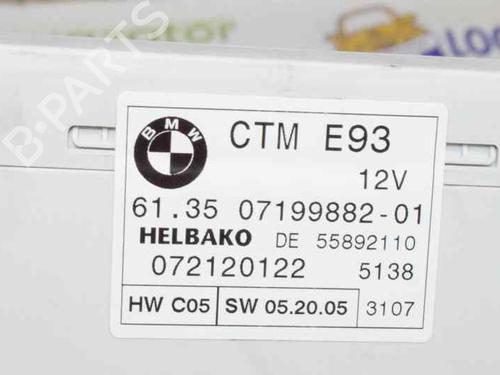 B-PARTS
LOG
BMW
CTM E93
12V
61.35 07199882-01
HELBAKO DE 55892110
072120122 5138
HW C05 SW 05.20.05 3107